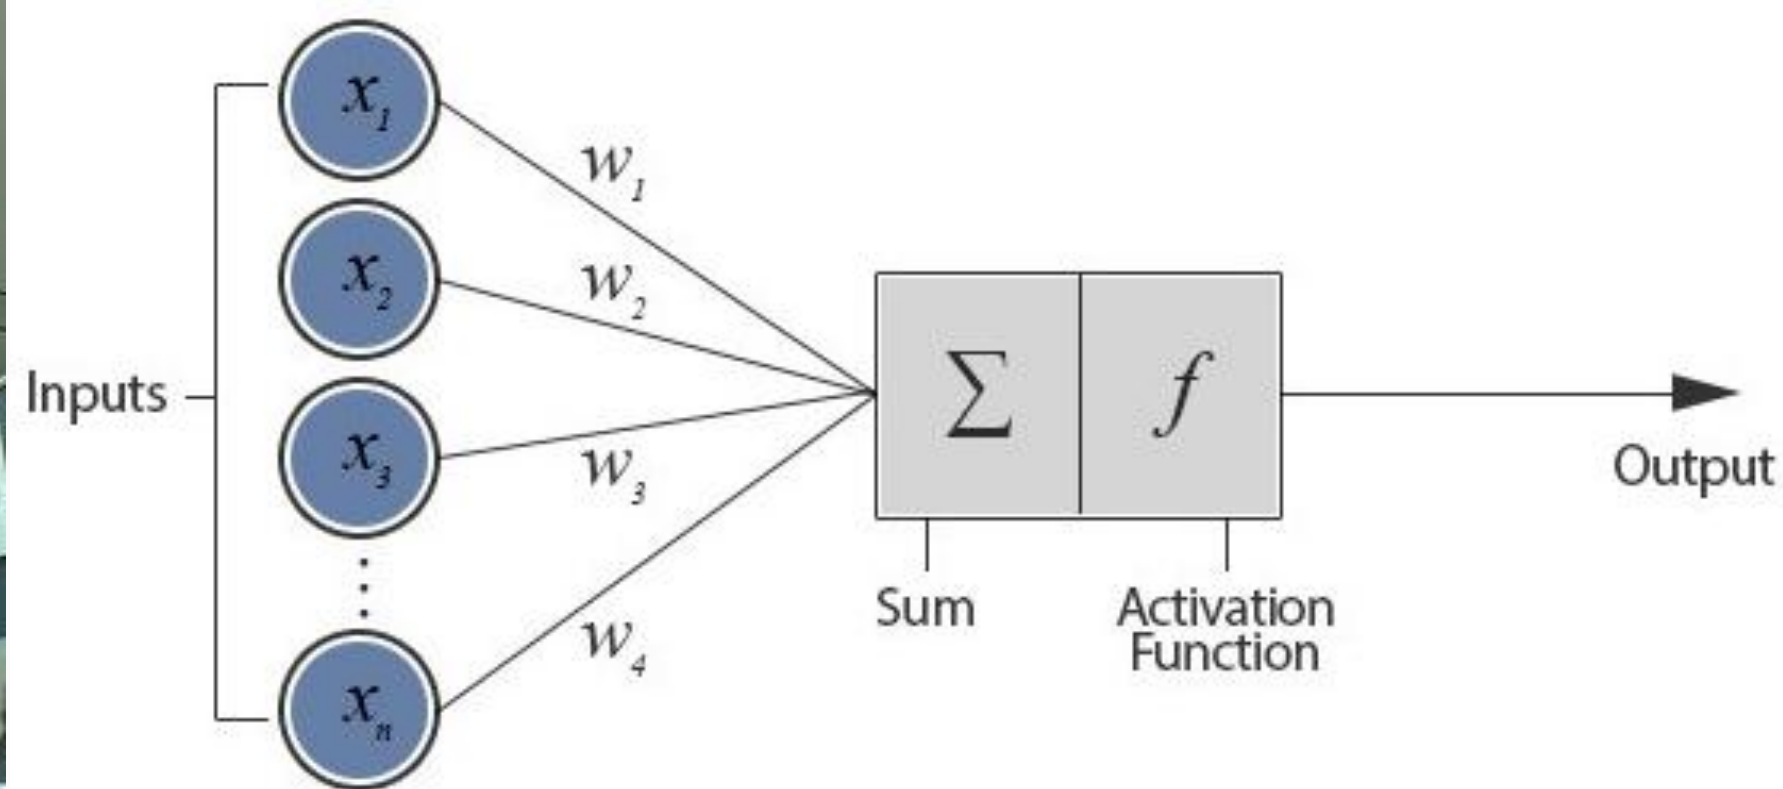 x₁
w₁
x₂
w₂
Inputs
x₃
w₃
Σ
f
Output
Sum
Activation
Function
w₄
xₙ